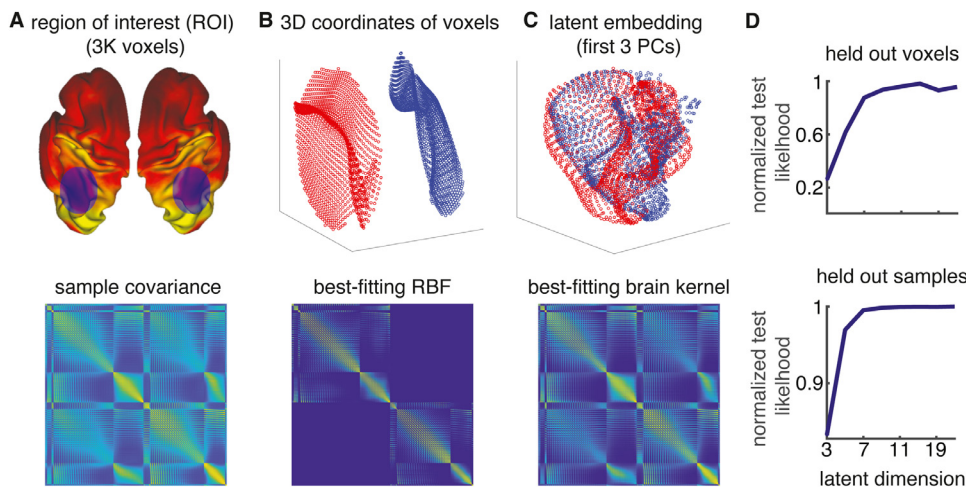 A region of interest (ROI)
(3K voxels)
B 3D coordinates of voxels
C latent embedding
(first 3 PCs)
D
held out voxels
normalized test
likelihood
1
0.6
0.2
sample covariance
best-fitting RBF
best-fitting brain kernel
held out samples
normalized test
likelihood
1
0.9
3 7 11 19
latent dimension